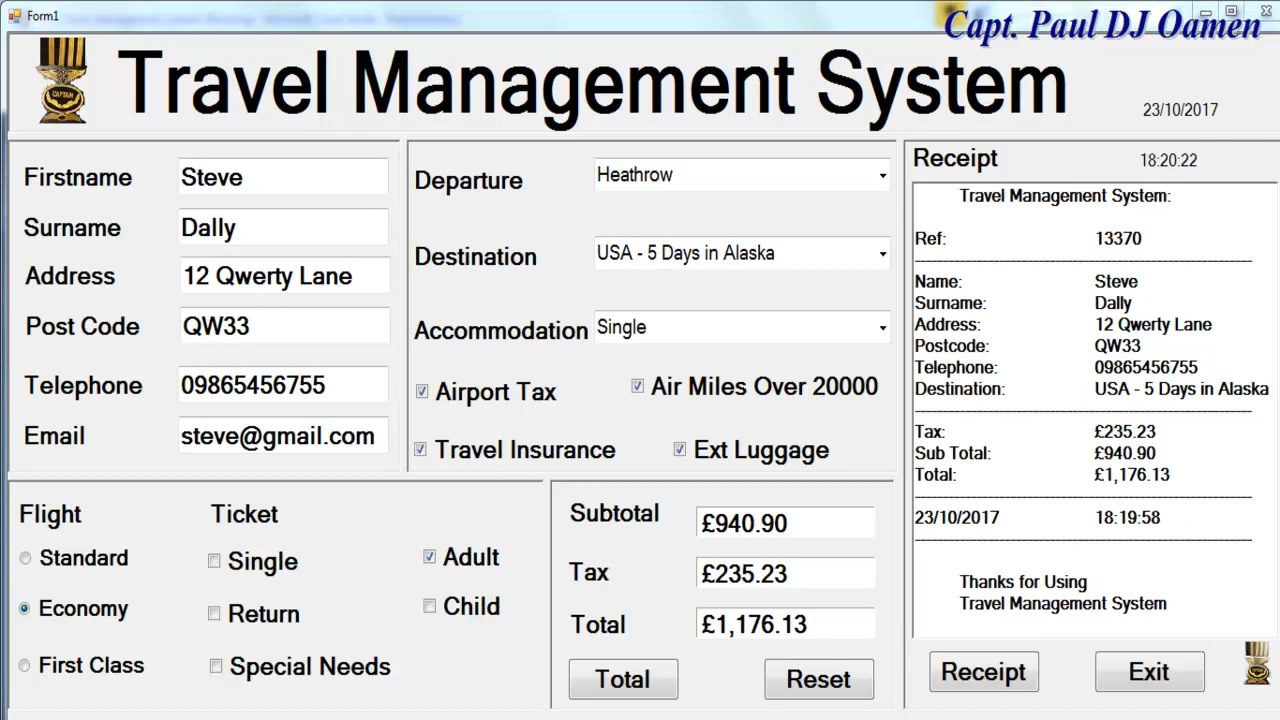 Form1
Capt. Paul DJ Oamen
CAPTAIN
Travel Management System
23/10/2017
Firstname Steve
Surname Dally
Address 12 Qwerty Lane
Post Code QW33
Telephone 09865456755
Email steve@gmail.com
Departure Heathrow
Destination USA - 5 Days in Alaska
Accommodation Single
Airport Tax Air Miles Over 20000
Travel Insurance Ext Luggage
Flight Ticket
Standard Single Adult
Economy Return Child
First Class Special Needs
Subtotal £940.90
Tax £235.23
Total £1,176.13
Total Reset
Receipt 18:20:22
Travel Management System:
Ref: 13370
Name: Steve
Surname: Dally
Address: 12 Qwerty Lane
Postcode: QW33
Telephone: 09865456755
Destination: USA - 5 Days in Alaska
Tax: £235.23
Sub Total: £940.90
Total: £1,176.13
23/10/2017 18:19:58
Thanks for Using
Travel Management System
Receipt Exit